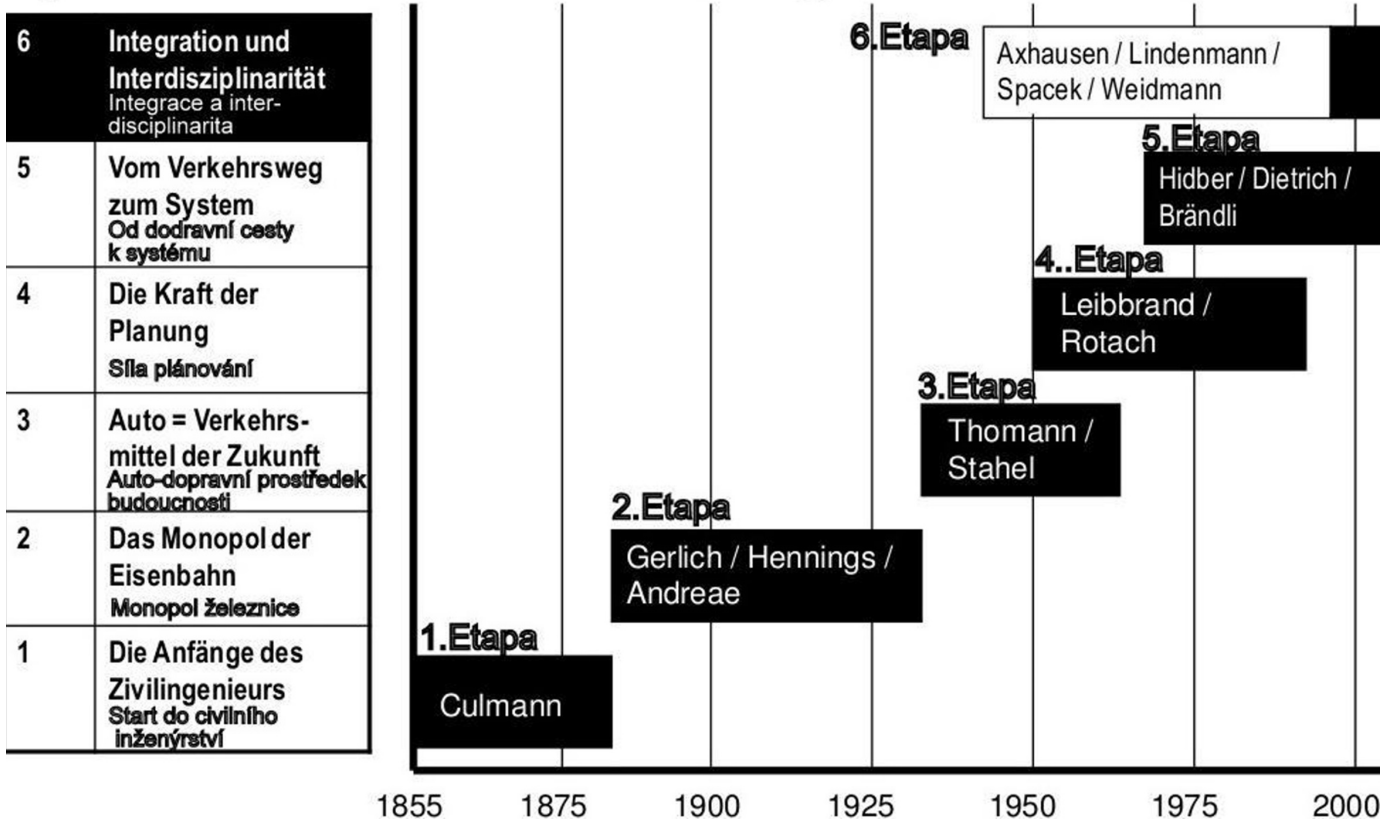 6 Integration und
Interdisziplinarität
Integrace a inter-
disciplinarita
5 Vom Verkehrsweg
zum System
Od dodravní cesty
k systému
4 Die Kraft der
Planung
Síla plánování
3 Auto = Verkehrs-
mittel der Zukunft
Auto-dopravní prostředek
budoucnosti
2 Das Monopol der
Eisenbahn
Monopol železnice
1 Die Anfänge des
Zivilingenieurs
Start do civilního
inženýrství
6.Etapa
Axhausen / Lindenmann /
Spacek / Weidmann
5.Etapa
Hidber / Dietrich /
Brändli
4..Etapa
Leibbrand /
Rotach
3.Etapa
Thomann /
Stahel
2.Etapa
Gerlich / Hennings /
Andreae
1.Etapa
Culmann
1855 1875 1900 1925 1950 1975 2000